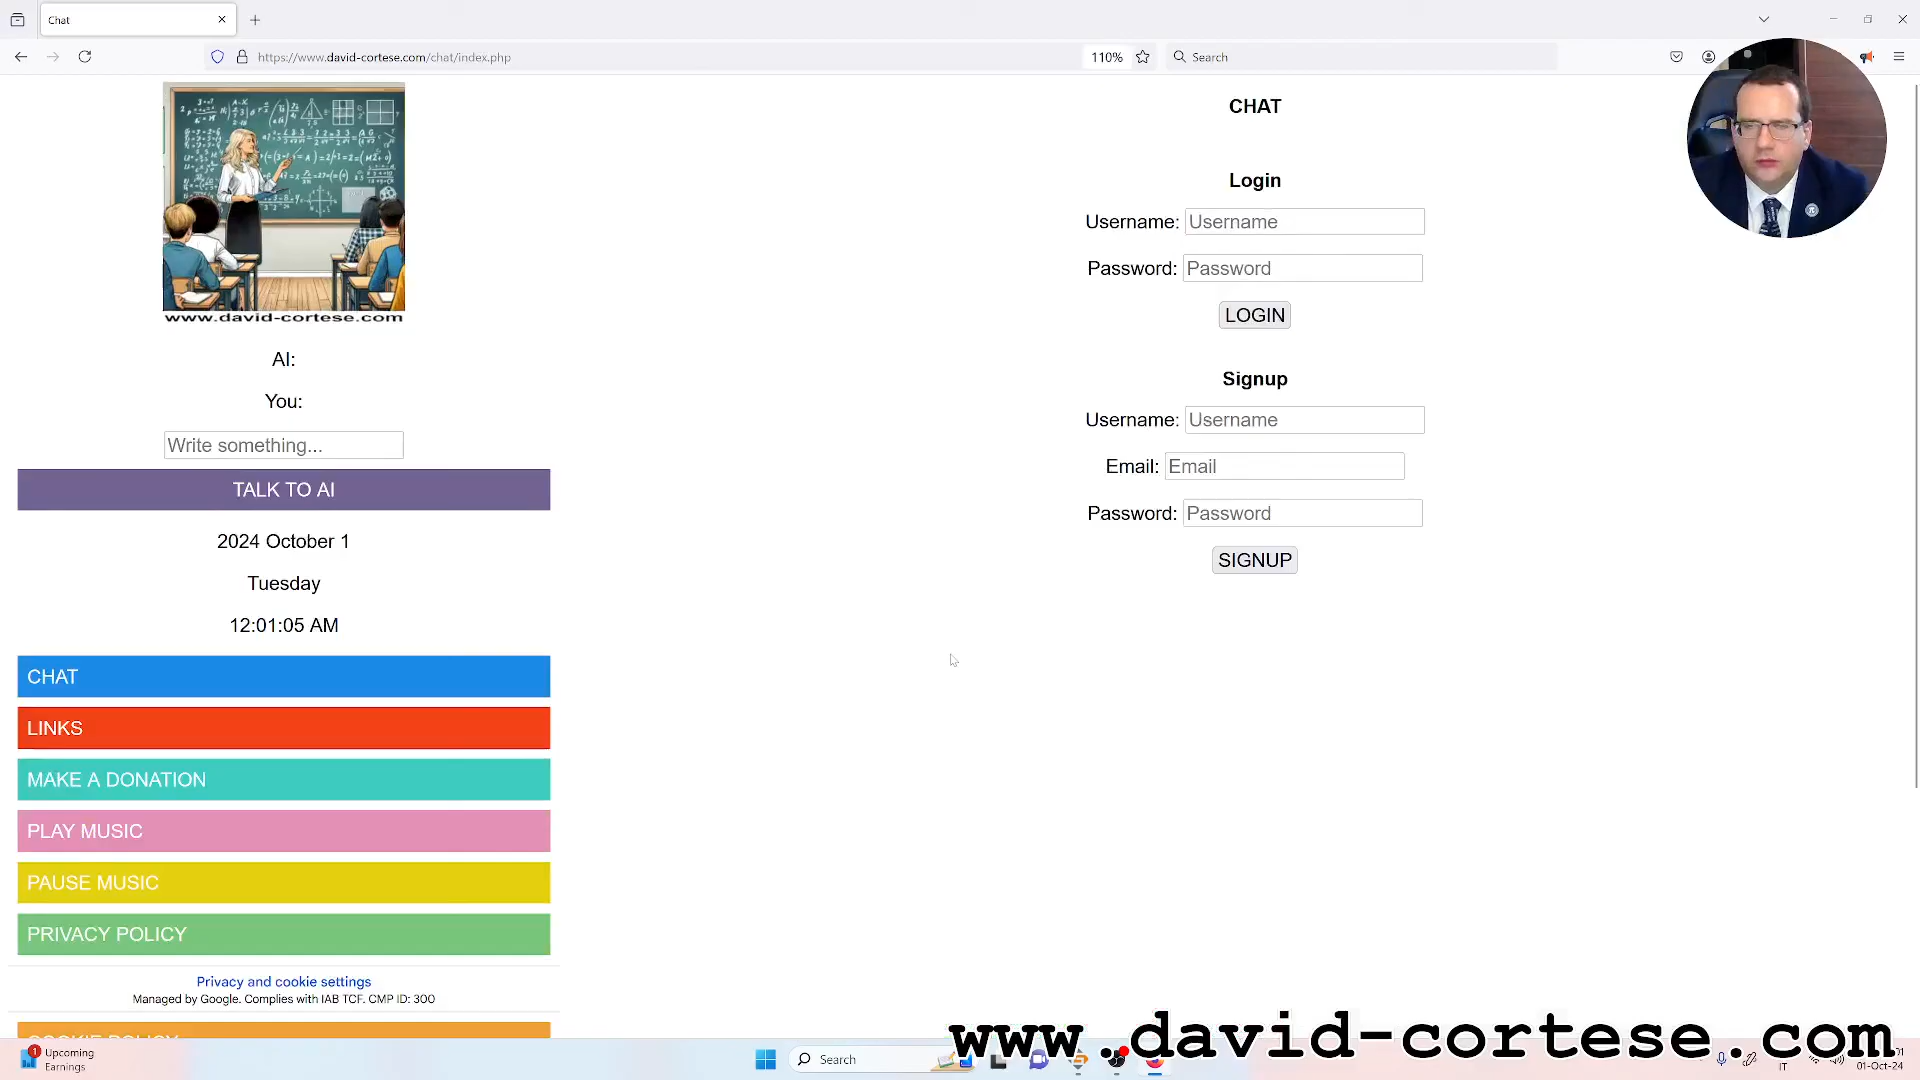 Chat
https://www.david-cortese.com/chat/index.php
110%
Search
www.david-cortese.com
AI:
You:
Write something...
TALK TO AI
2024 October 1
Tuesday
12:01:05 AM
CHAT
LINKS
MAKE A DONATION
PLAY MUSIC
PAUSE MUSIC
PRIVACY POLICY
Privacy and cookie settings
Managed by Google. Complies with IAB TCF. CMP ID: 300
COOKIE POLICY
CHAT
Login
Username: Username
Password: Password
LOGIN
Signup
Username: Username
Email: Email
Password: Password
SIGNUP
www.david-cortese.com
1
Upcoming
Earnings
Search
IT
01-Oct-24